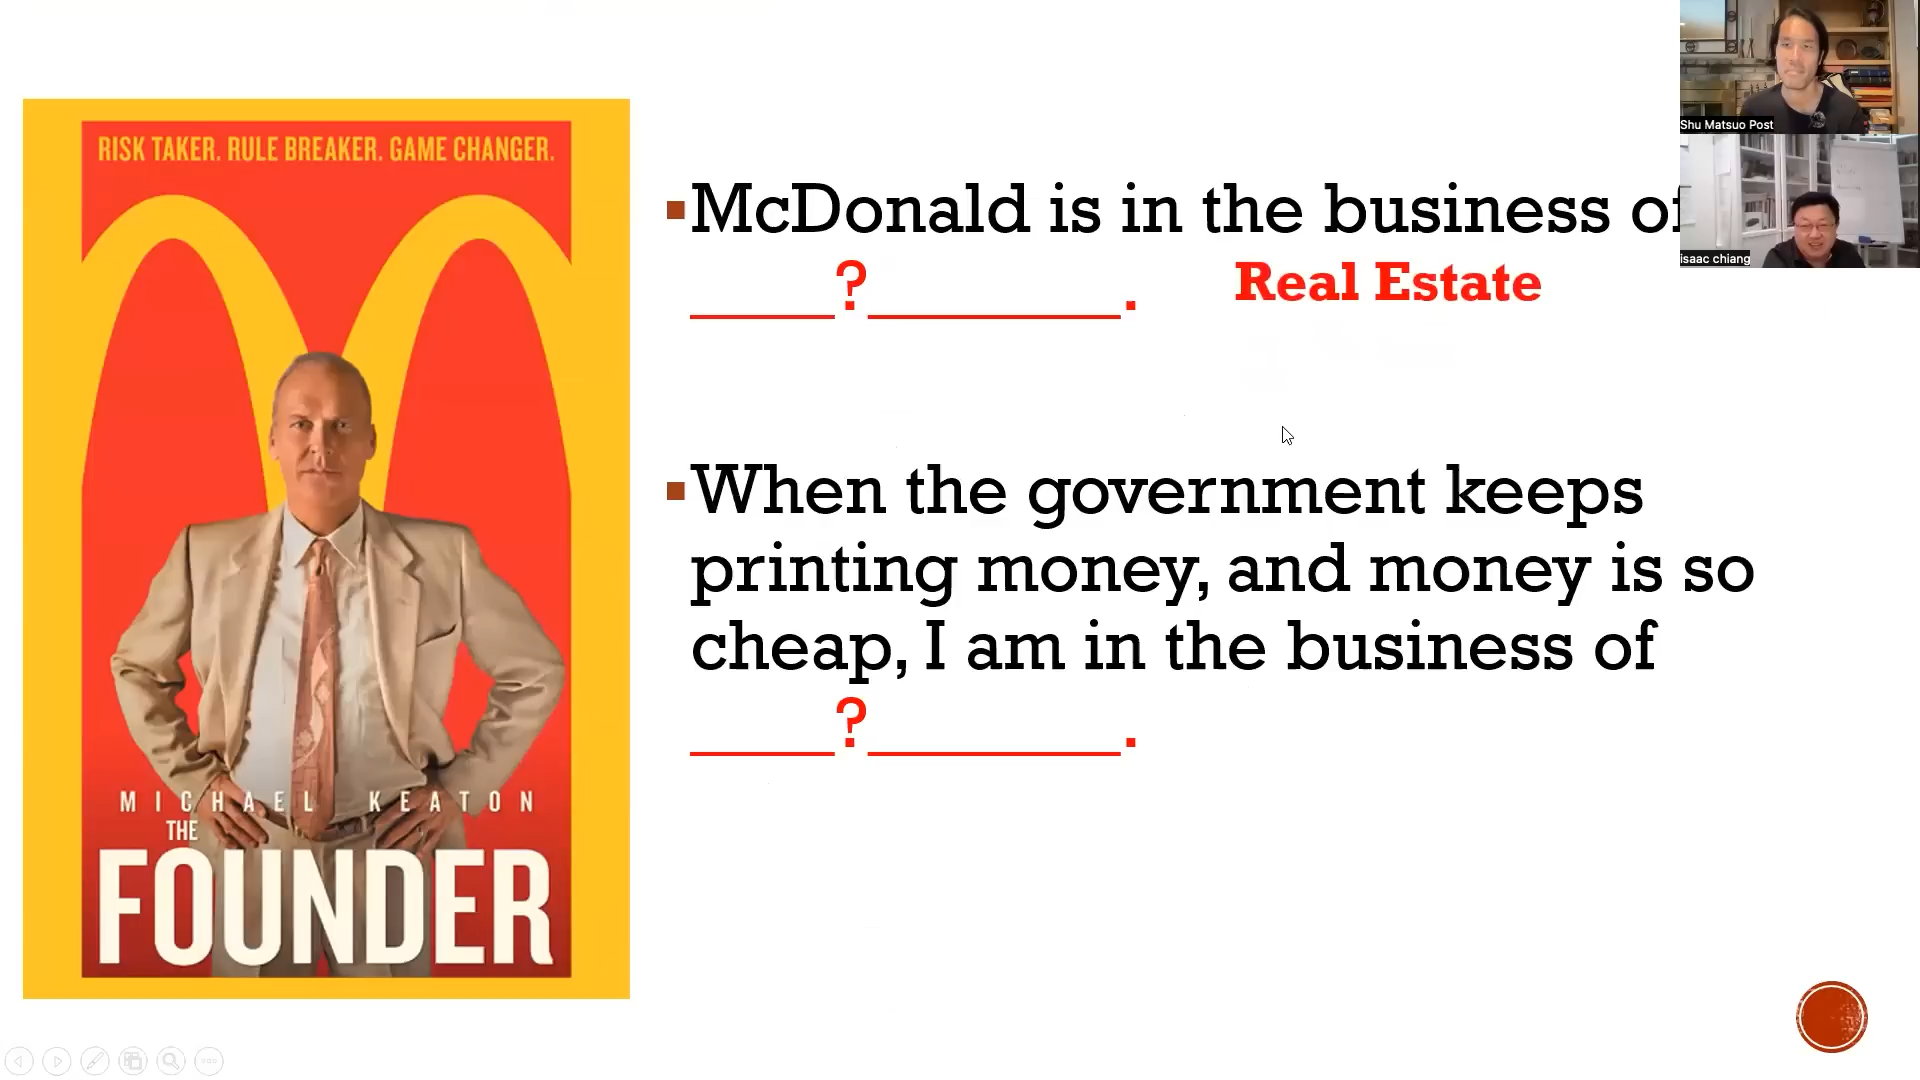 RISK TAKER. RULE BREAKER. GAME CHANGER.
MICHAEL KEATON
THE
FOUNDER
McDonald is in the business of
____?_______. Real Estate
When the government keeps
printing money, and money is so
cheap, I am in the business of
____?_______.
Shu Matsuo Post
isaac chiang